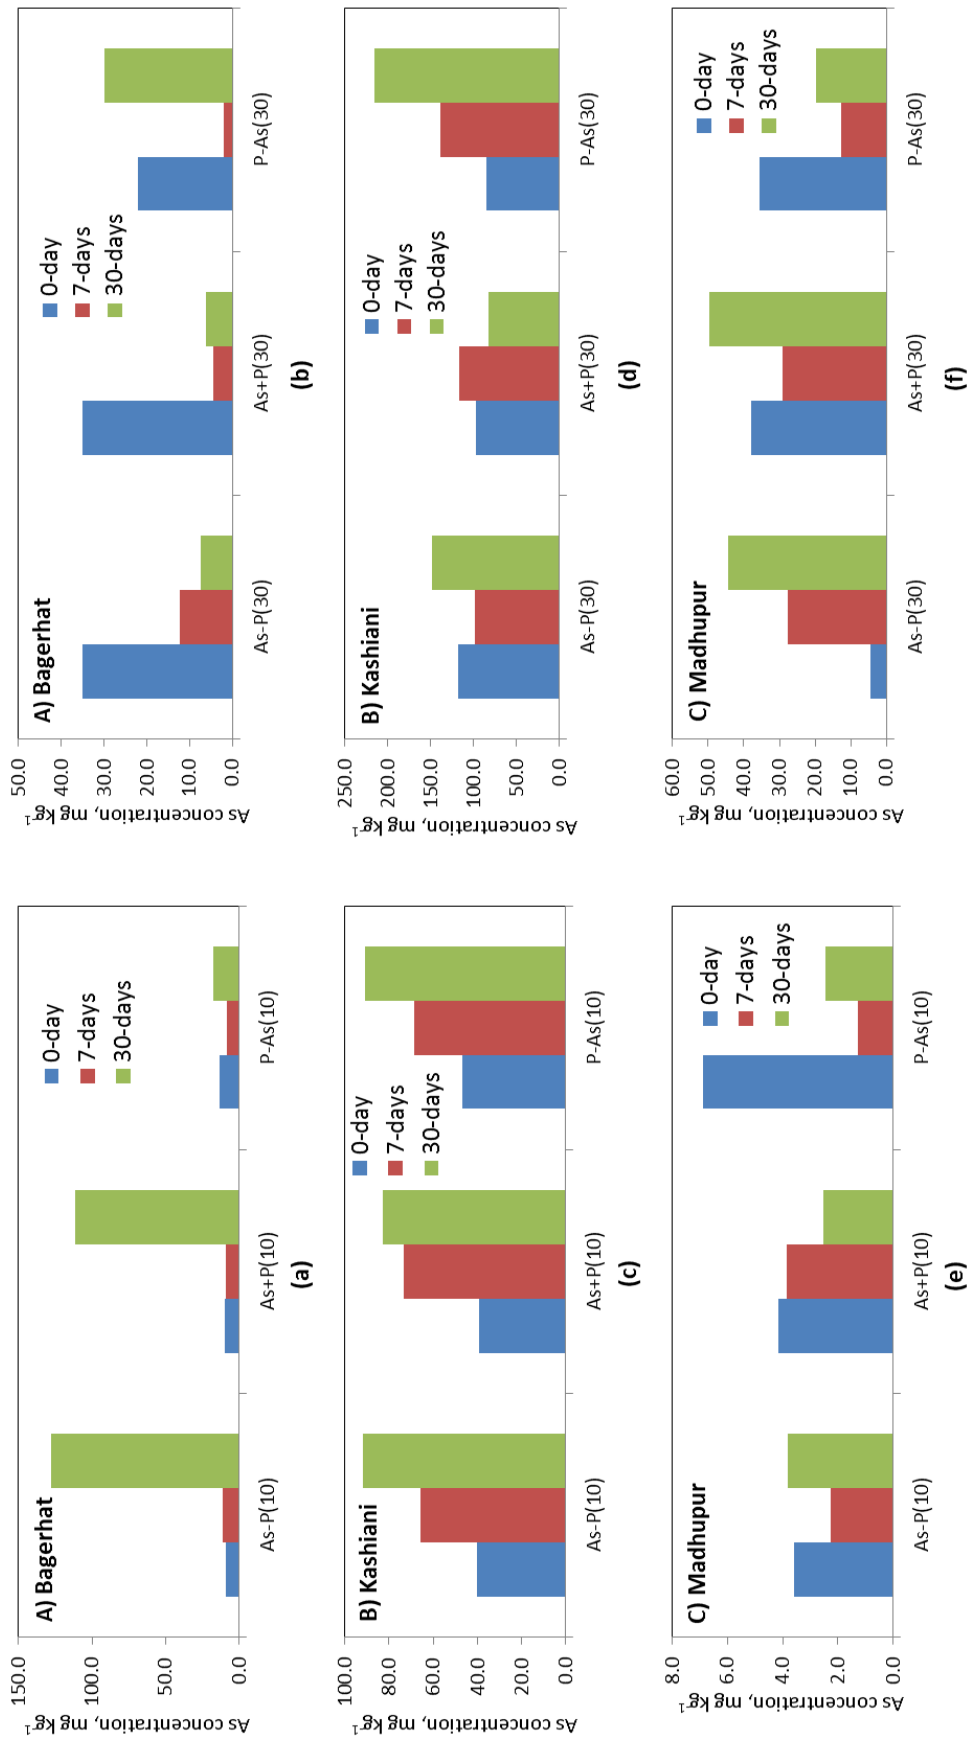 A) Bagerhat
0-day
7-days
30-days
As concentration, mg kg-1
150.0
100.0
50.0
0.0
As-P(10)
As+P(10)
P-As(10)
(a)
A) Bagerhat
0-day
7-days
30-days
As concentration, mg kg-1
50.0
40.0
30.0
20.0
10.0
0.0
As-P(30)
As+P(30)
P-As(30)
(b)
B) Kashiani
0-day
7-days
30-days
As concentration, mg kg-1
100.0
80.0
60.0
40.0
20.0
0.0
As-P(10)
As+P(10)
P-As(10)
(c)
B) Kashiani
0-day
7-days
30-days
As concentration, mg kg-1
250.0
200.0
150.0
100.0
50.0
0.0
As-P(30)
As+P(30)
P-As(30)
(d)
C) Madhupur
0-day
7-days
30-days
As concentration, mg kg-1
8.0
6.0
4.0
2.0
0.0
As-P(10)
As+P(10)
P-As(10)
(e)
C) Madhupur
0-day
7-days
30-days
As concentration, mg kg-1
60.0
50.0
40.0
30.0
20.0
10.0
0.0
As-P(30)
As+P(30)
P-As(30)
(f)